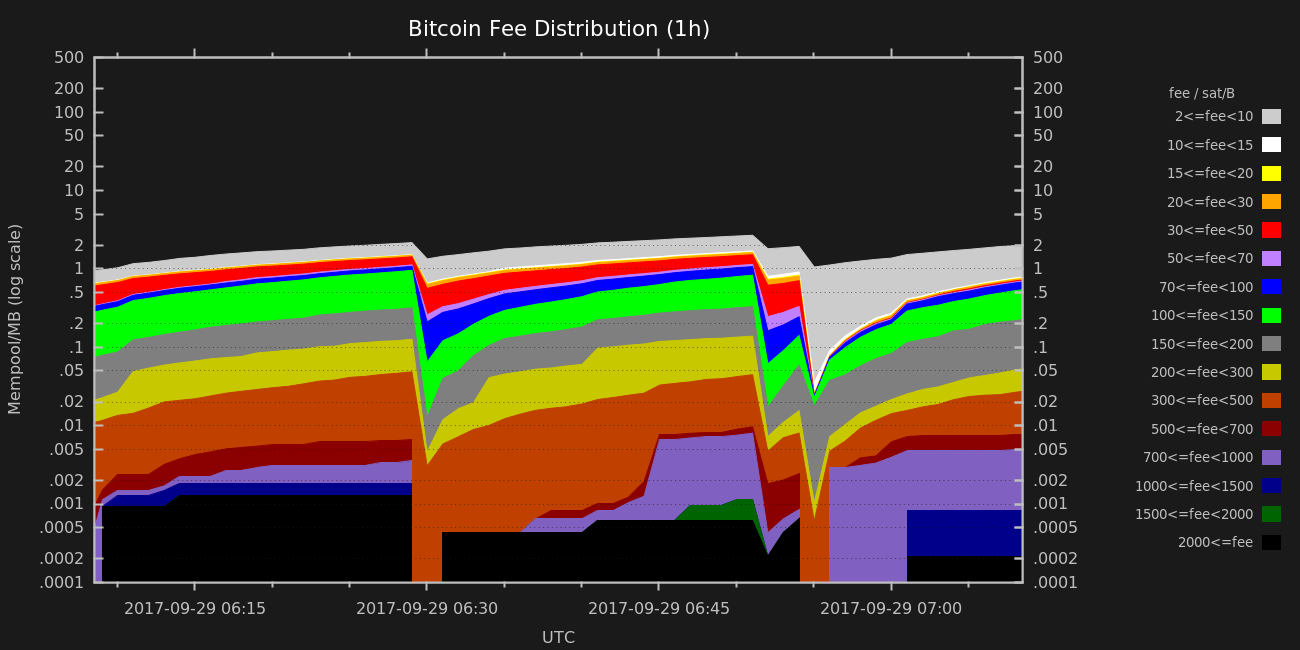 Bitcoin Fee Distribution (1h)
500 500
200 200
100 100
50 50
20 20
10 10
5 5
2 2
1 1
.5 .5
.2 .2
.1 .1
.05 .05
.02 .02
.01 .01
.005 .005
.002 .002
.001 .001
.0005 .0005
.0002 .0002
.0001 .0001
Mempool/MB (log scale)
2017-09-29 06:15 2017-09-29 06:30 2017-09-29 06:45 2017-09-29 07:00
UTC
fee / sat/B
2<=fee<10
10<=fee<15
15<=fee<20
20<=fee<30
30<=fee<50
50<=fee<70
70<=fee<100
100<=fee<150
150<=fee<200
200<=fee<300
300<=fee<500
500<=fee<700
700<=fee<1000
1000<=fee<1500
1500<=fee<2000
2000<=fee